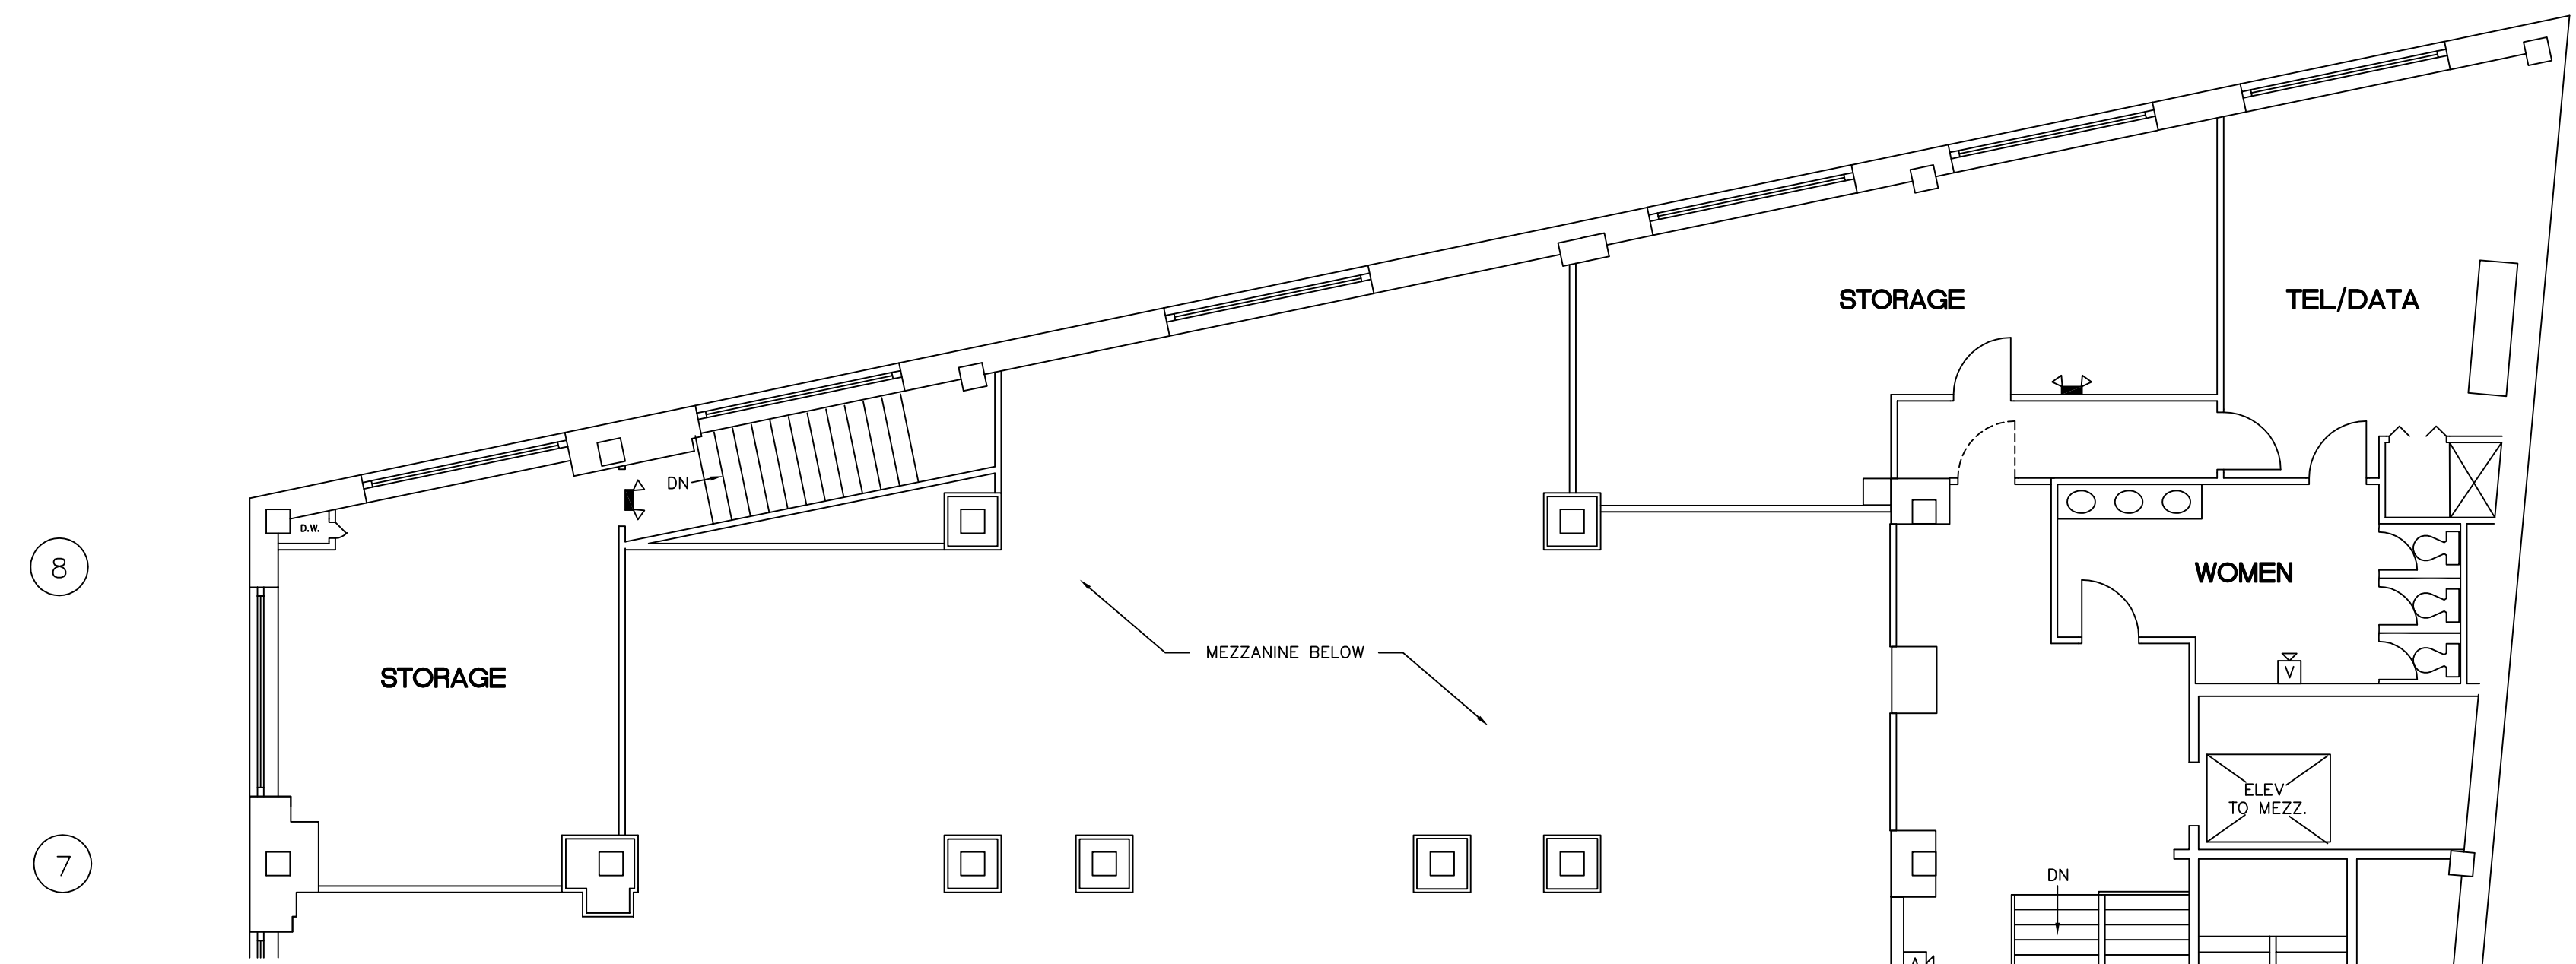 STORAGE
TEL/DATA
DN
D.W.
8
WOMEN
MEZZANINE BELOW
STORAGE
V
ELEV
TO MEZZ.
7
DN